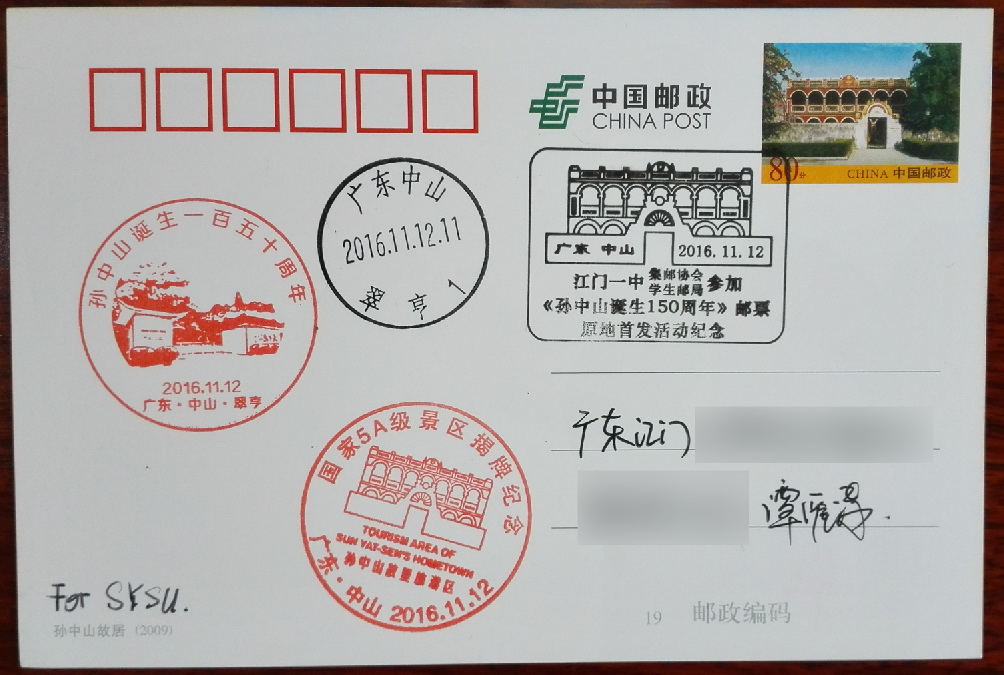 中国邮政
CHINA POST
80分
CHINA 中国邮政
广东中山
2016.11.12.11
翠亨 1
孙中山诞生一百五十周年
2016.11.12
广东·中山·翠亨
广东 中山
2016.11.12
江门一中 集邮协会 学生邮局 参加
《孙中山诞生150周年》邮票
原地首发活动纪念
国家5A级景区揭牌纪念
TOURISM AREA OF
SUN YAT-SEN'S HOMETOWN
孙中山故里旅游区
广东·中山 2016.11.12
广东江门
For SYSU.
孙中山故居 (2009)
19 邮政编码